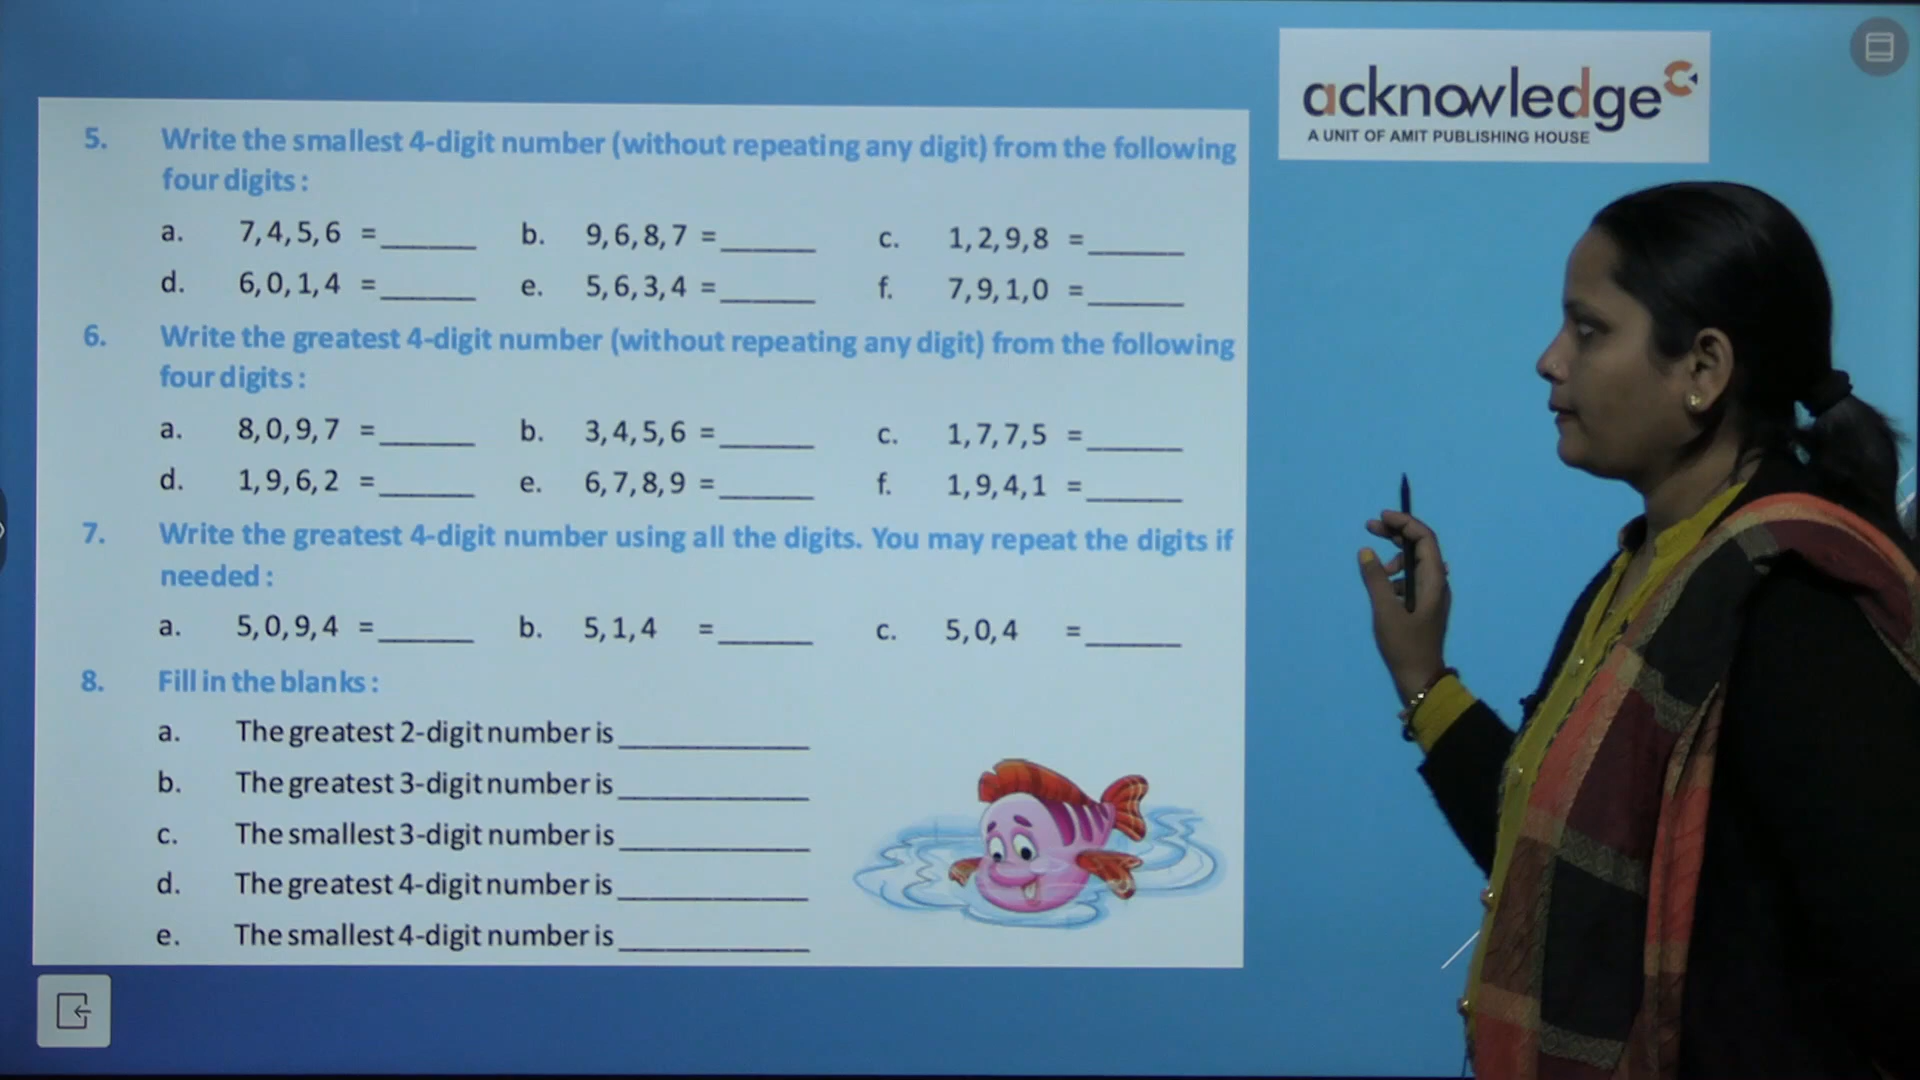 acknowledge
A UNIT OF AMIT PUBLISHING HOUSE
5. Write the smallest 4-digit number (without repeating any digit) from the following
four digits :
a. 7, 4, 5, 6 = ______ b. 9, 6, 8, 7 = ______ c. 1, 2, 9, 8 = ______
d. 6, 0, 1, 4 = ______ e. 5, 6, 3, 4 = ______ f. 7, 9, 1, 0 = ______
6. Write the greatest 4-digit number (without repeating any digit) from the following
four digits :
a. 8, 0, 9, 7 = ______ b. 3, 4, 5, 6 = ______ c. 1, 7, 7, 5 = ______
d. 1, 9, 6, 2 = ______ e. 6, 7, 8, 9 = ______ f. 1, 9, 4, 1 = ______
7. Write the greatest 4-digit number using all the digits. You may repeat the digits if
needed :
a. 5, 0, 9, 4 = ______ b. 5, 1, 4 = ______ c. 5, 0, 4 = ______
8. Fill in the blanks :
a. The greatest 2-digit number is ____________
b. The greatest 3-digit number is ____________
c. The smallest 3-digit number is ____________
d. The greatest 4-digit number is ____________
e. The smallest 4-digit number is ____________